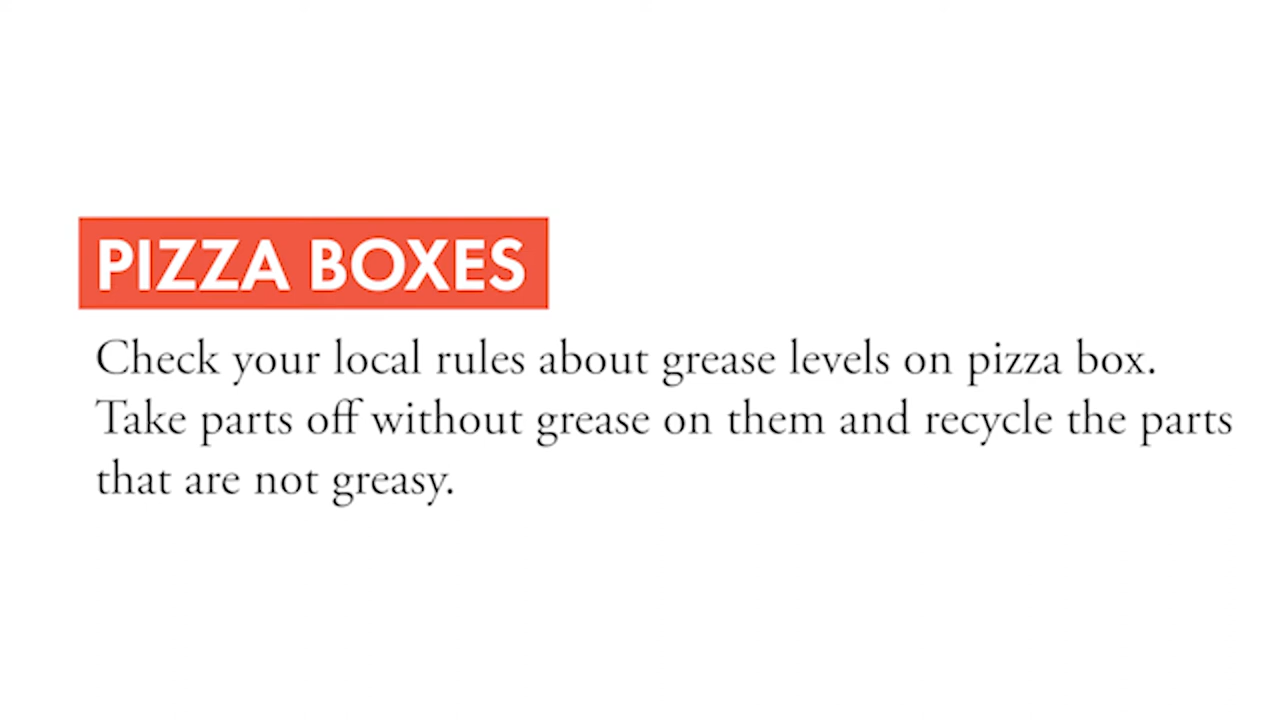 PIZZA BOXES
Check your local rules about grease levels on pizza box.
Take parts off without grease on them and recycle the parts
that are not greasy.